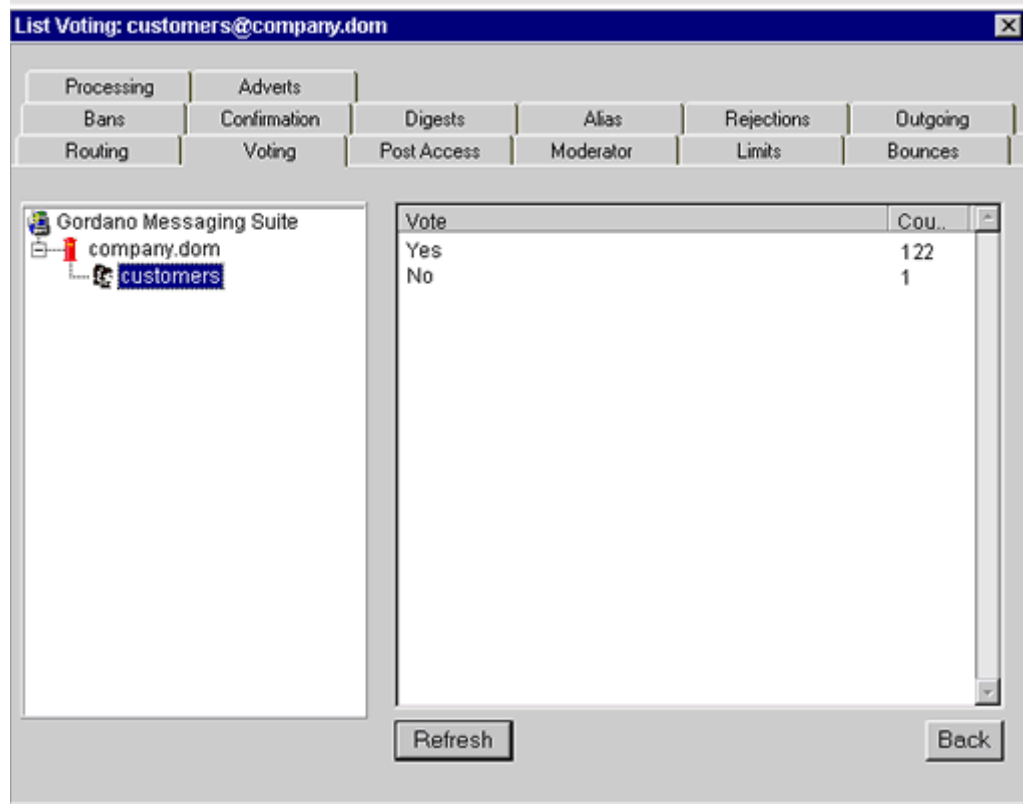 List Voting: customers@company.dom
Processing Adverts
Bans Confirmation Digests Alias Rejections Outgoing
Routing Voting Post Access Moderator Limits Bounces
Gordano Messaging Suite
company.dom
customers
Vote Cou..
Yes 122
No 1
Refresh Back